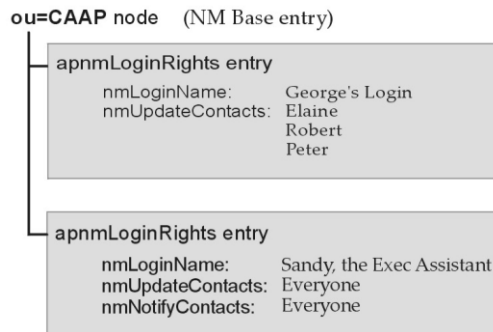 ou=CAAP node (NM Base entry)
apnmLoginRights entry
nmLoginName: George's Login
nmUpdateContacts: Elaine
Robert
Peter
apnmLoginRights entry
nmLoginName: Sandy, the Exec Assistant
nmUpdateContacts: Everyone
nmNotifyContacts: Everyone